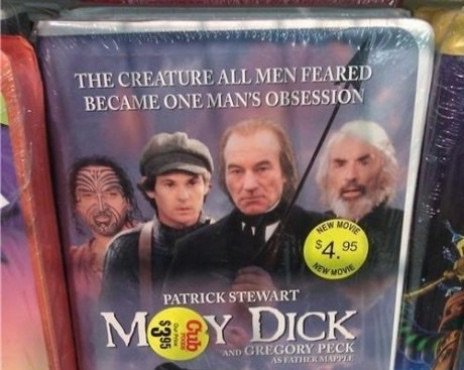 THE CREATURE ALL MEN FEARED
BECAME ONE MAN'S OBSESSION
NEW MOVIE
$4.95
NEW MOVIE
PATRICK STEWART
M Y DICK
Cub
$3.95
AND GREGORY PECK
AS FATHER MAPPLE